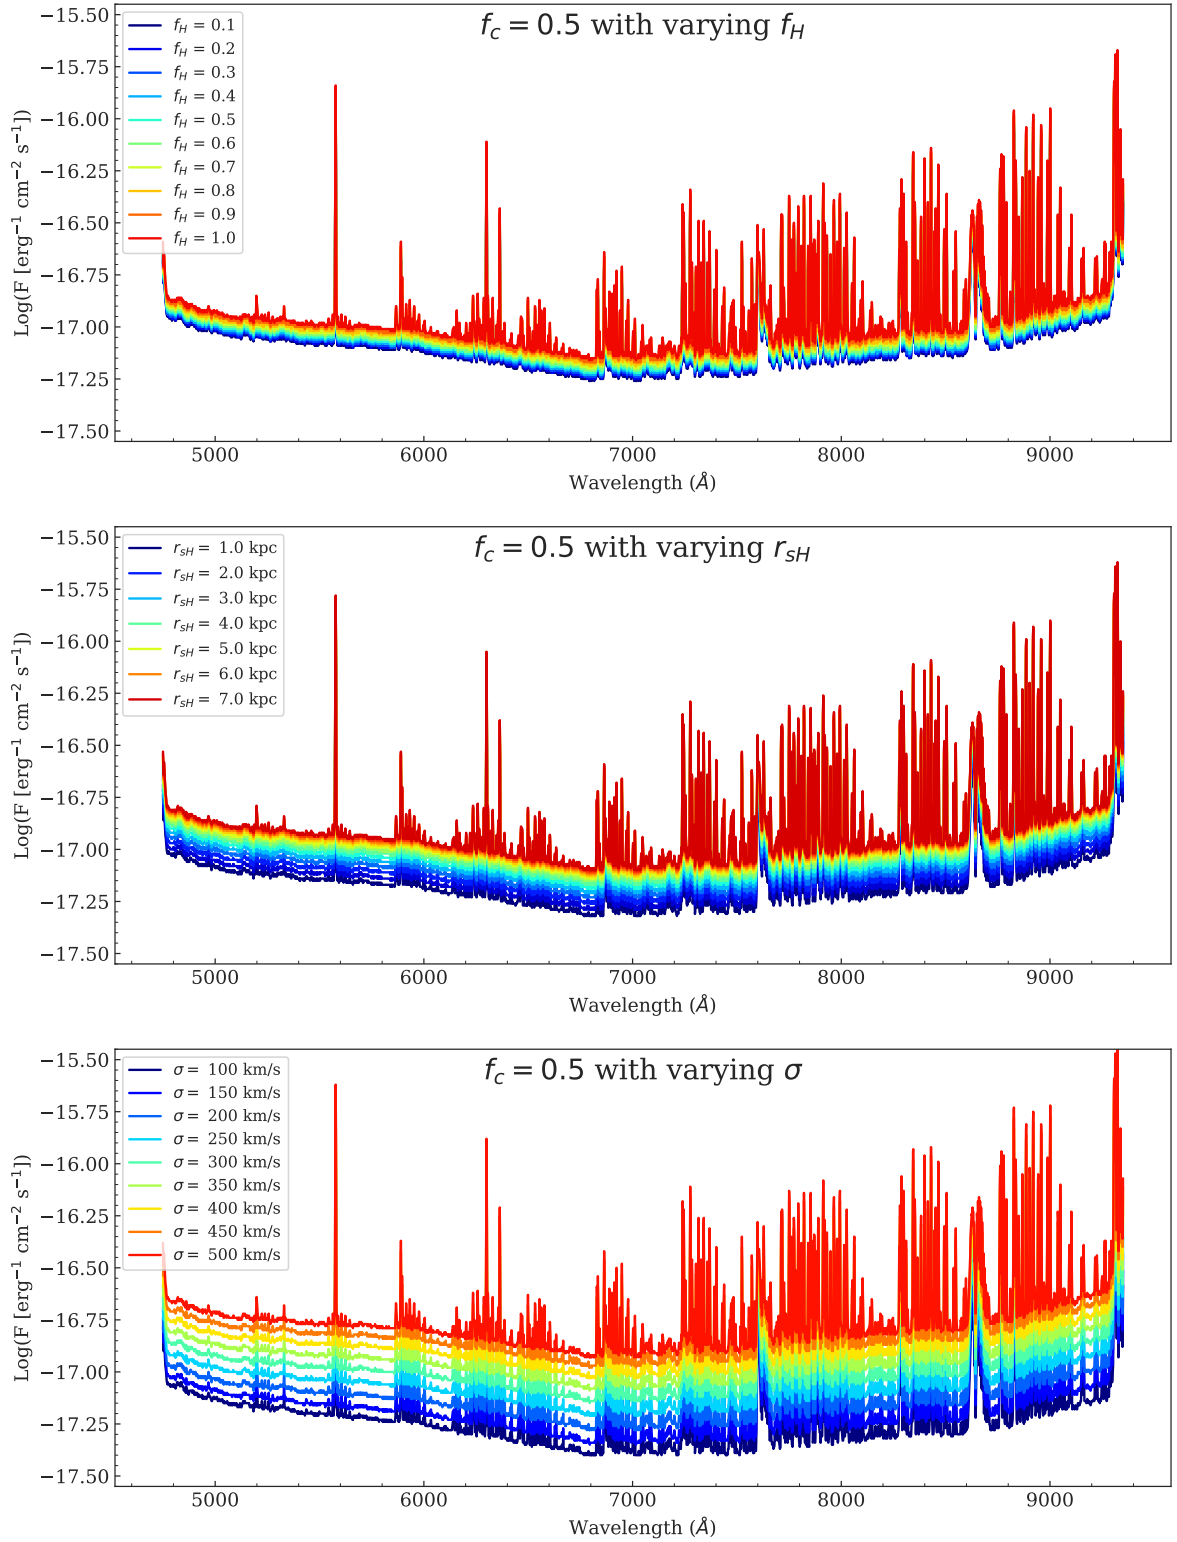 f_c = 0.5 with varying f_H
f_H = 0.1
f_H = 0.2
f_H = 0.3
f_H = 0.4
f_H = 0.5
f_H = 0.6
f_H = 0.7
f_H = 0.8
f_H = 0.9
f_H = 1.0
Log(F [erg⁻¹ cm⁻² s⁻¹])
−15.50
−15.75
−16.00
−16.25
−16.50
−16.75
−17.00
−17.25
−17.50
5000 6000 7000 8000 9000
Wavelength (Å)
f_c = 0.5 with varying r_sH
r_sH = 1.0 kpc
r_sH = 2.0 kpc
r_sH = 3.0 kpc
r_sH = 4.0 kpc
r_sH = 5.0 kpc
r_sH = 6.0 kpc
r_sH = 7.0 kpc
Log(F [erg⁻¹ cm⁻² s⁻¹])
−15.50
−15.75
−16.00
−16.25
−16.50
−16.75
−17.00
−17.25
−17.50
5000 6000 7000 8000 9000
Wavelength (Å)
f_c = 0.5 with varying σ
σ = 100 km/s
σ = 150 km/s
σ = 200 km/s
σ = 250 km/s
σ = 300 km/s
σ = 350 km/s
σ = 400 km/s
σ = 450 km/s
σ = 500 km/s
Log(F [erg⁻¹ cm⁻² s⁻¹])
−15.50
−15.75
−16.00
−16.25
−16.50
−16.75
−17.00
−17.25
−17.50
5000 6000 7000 8000 9000
Wavelength (Å)